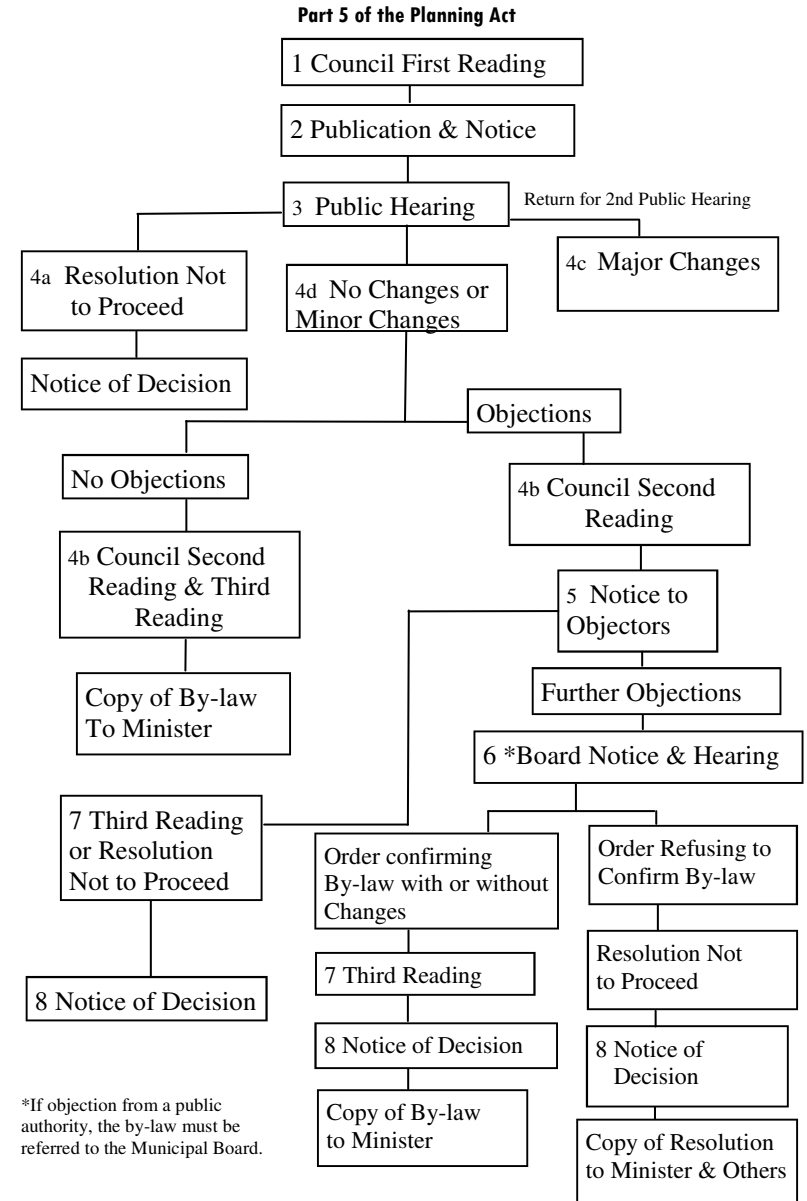 Part 5 of the Planning Act
1 Council First Reading
2 Publication & Notice
3 Public Hearing
Return for 2nd Public Hearing
4a Resolution Not
to Proceed
4d No Changes or
Minor Changes
4c Major Changes
Notice of Decision
Objections
No Objections
4b Council Second
Reading
4b Council Second
Reading & Third
Reading
5 Notice to
Objectors
Copy of By-law
To Minister
Further Objections
6 *Board Notice & Hearing
7 Third Reading
or Resolution
Not to Proceed
Order confirming
By-law with or without
Changes
Order Refusing to
Confirm By-law
7 Third Reading
Resolution Not
to Proceed
8 Notice of Decision
8 Notice of Decision
8 Notice of
Decision
*If objection from a public
authority, the by-law must be
referred to the Municipal Board.
Copy of By-law
to Minister
Copy of Resolution
to Minister & Others